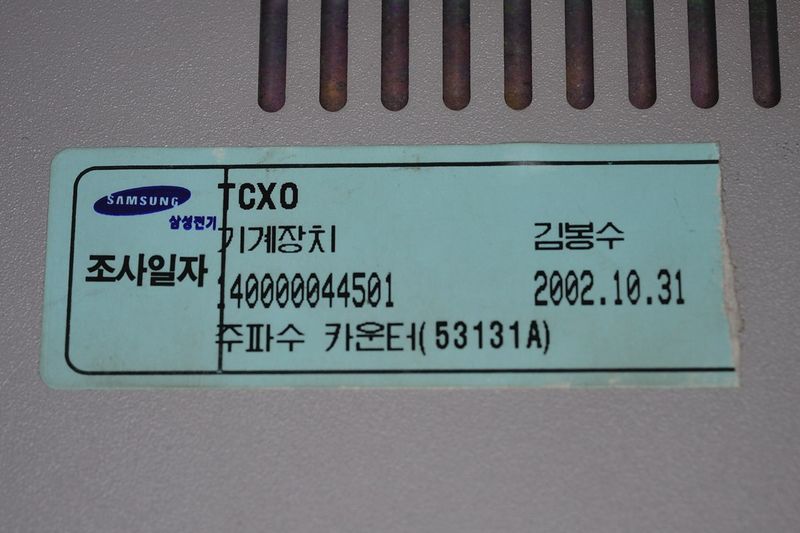 SAMSUNG
삼성전기
조사일자
TCXO
기계장치 김봉수
140000044501 2002.10.31
주파수 카운터(53131A)